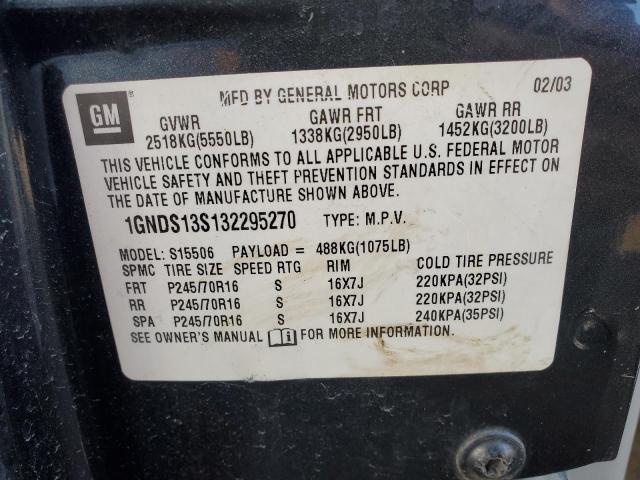 GM ®
MFD BY GENERAL MOTORS CORP 02/03
GVWR GAWR FRT GAWR RR
2518KG(5550LB) 1338KG(2950LB) 1452KG(3200LB)
THIS VEHICLE CONFORMS TO ALL APPLICABLE U.S. FEDERAL MOTOR
VEHICLE SAFETY AND THEFT PREVENTION STANDARDS IN EFFECT ON
THE DATE OF MANUFACTURE SHOWN ABOVE.
1GNDS13S132295270 TYPE: M.P.V.
MODEL: S15506 PAYLOAD = 488KG(1075LB)
SPMC TIRE SIZE SPEED RTG RIM COLD TIRE PRESSURE
FRT P245/70R16 S 16X7J 220KPA(32PSI)
RR P245/70R16 S 16X7J 220KPA(32PSI)
SPA P245/70R16 S 16X7J 240KPA(35PSI)
SEE OWNER'S MANUAL FOR MORE INFORMATION.